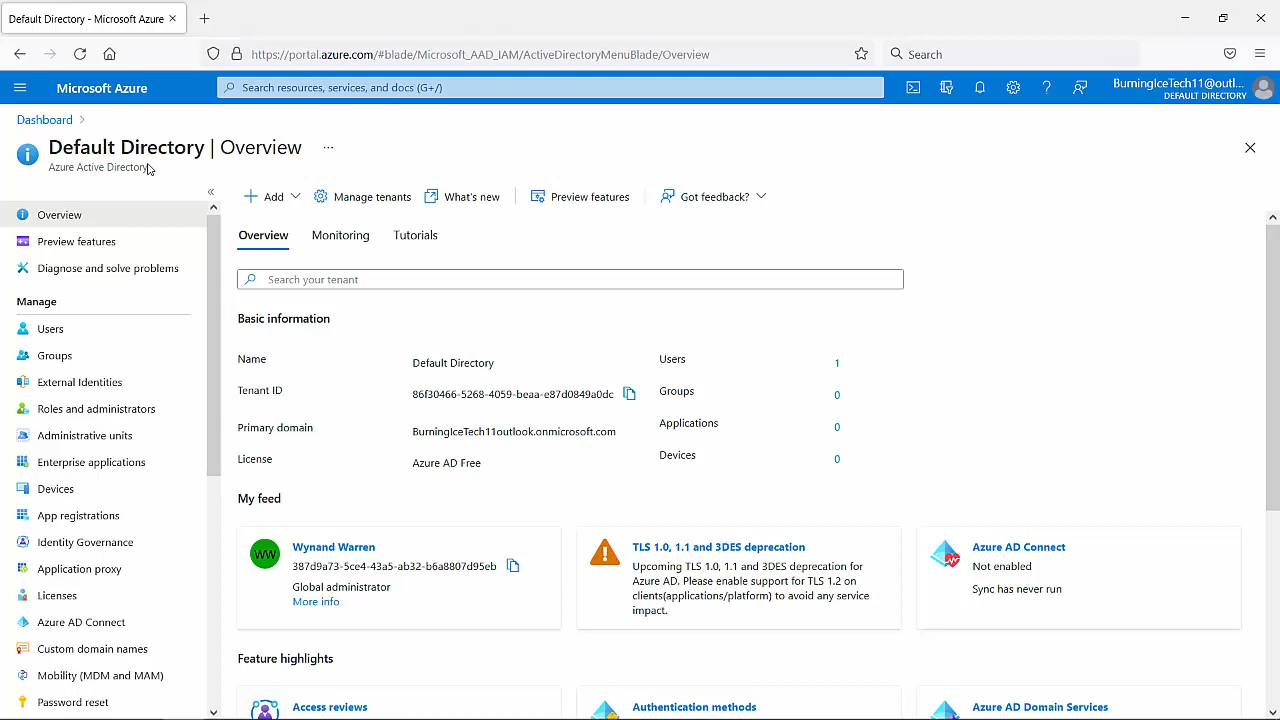 Default Directory - Microsoft Azure
https://portal.azure.com/#blade/Microsoft_AAD_IAM/ActiveDirectoryMenuBlade/Overview
Search
Microsoft Azure
Search resources, services, and docs (G+/)
BurningIceTech11@outl...
DEFAULT DIRECTORY
Dashboard
Default Directory | Overview ...
Azure Active Directory
Add
Manage tenants
What's new
Preview features
Got feedback?
Overview
Preview features
Diagnose and solve problems
Manage
Users
Groups
External Identities
Roles and administrators
Administrative units
Enterprise applications
Devices
App registrations
Identity Governance
Application proxy
Licenses
Azure AD Connect
Custom domain names
Mobility (MDM and MAM)
Password reset
Overview
Monitoring
Tutorials
Search your tenant
Basic information
Name
Default Directory
Users
1
Tenant ID
86f30466-5268-4059-beaa-e87d0849a0dc
Groups
0
Primary domain
BurningIceTech11outlook.onmicrosoft.com
Applications
0
License
Azure AD Free
Devices
0
My feed
WW
Wynand Warren
387d9a73-5ce4-43a5-ab32-b6a8807d95eb
Global administrator
More info
TLS 1.0, 1.1 and 3DES deprecation
Upcoming TLS 1.0, 1.1 and 3DES deprecation for
Azure AD. Please enable support for TLS 1.2 on
clients(applications/platform) to avoid any service
impact.
Azure AD Connect
Not enabled
Sync has never run
Feature highlights
Access reviews
Authentication methods
Azure AD Domain Services